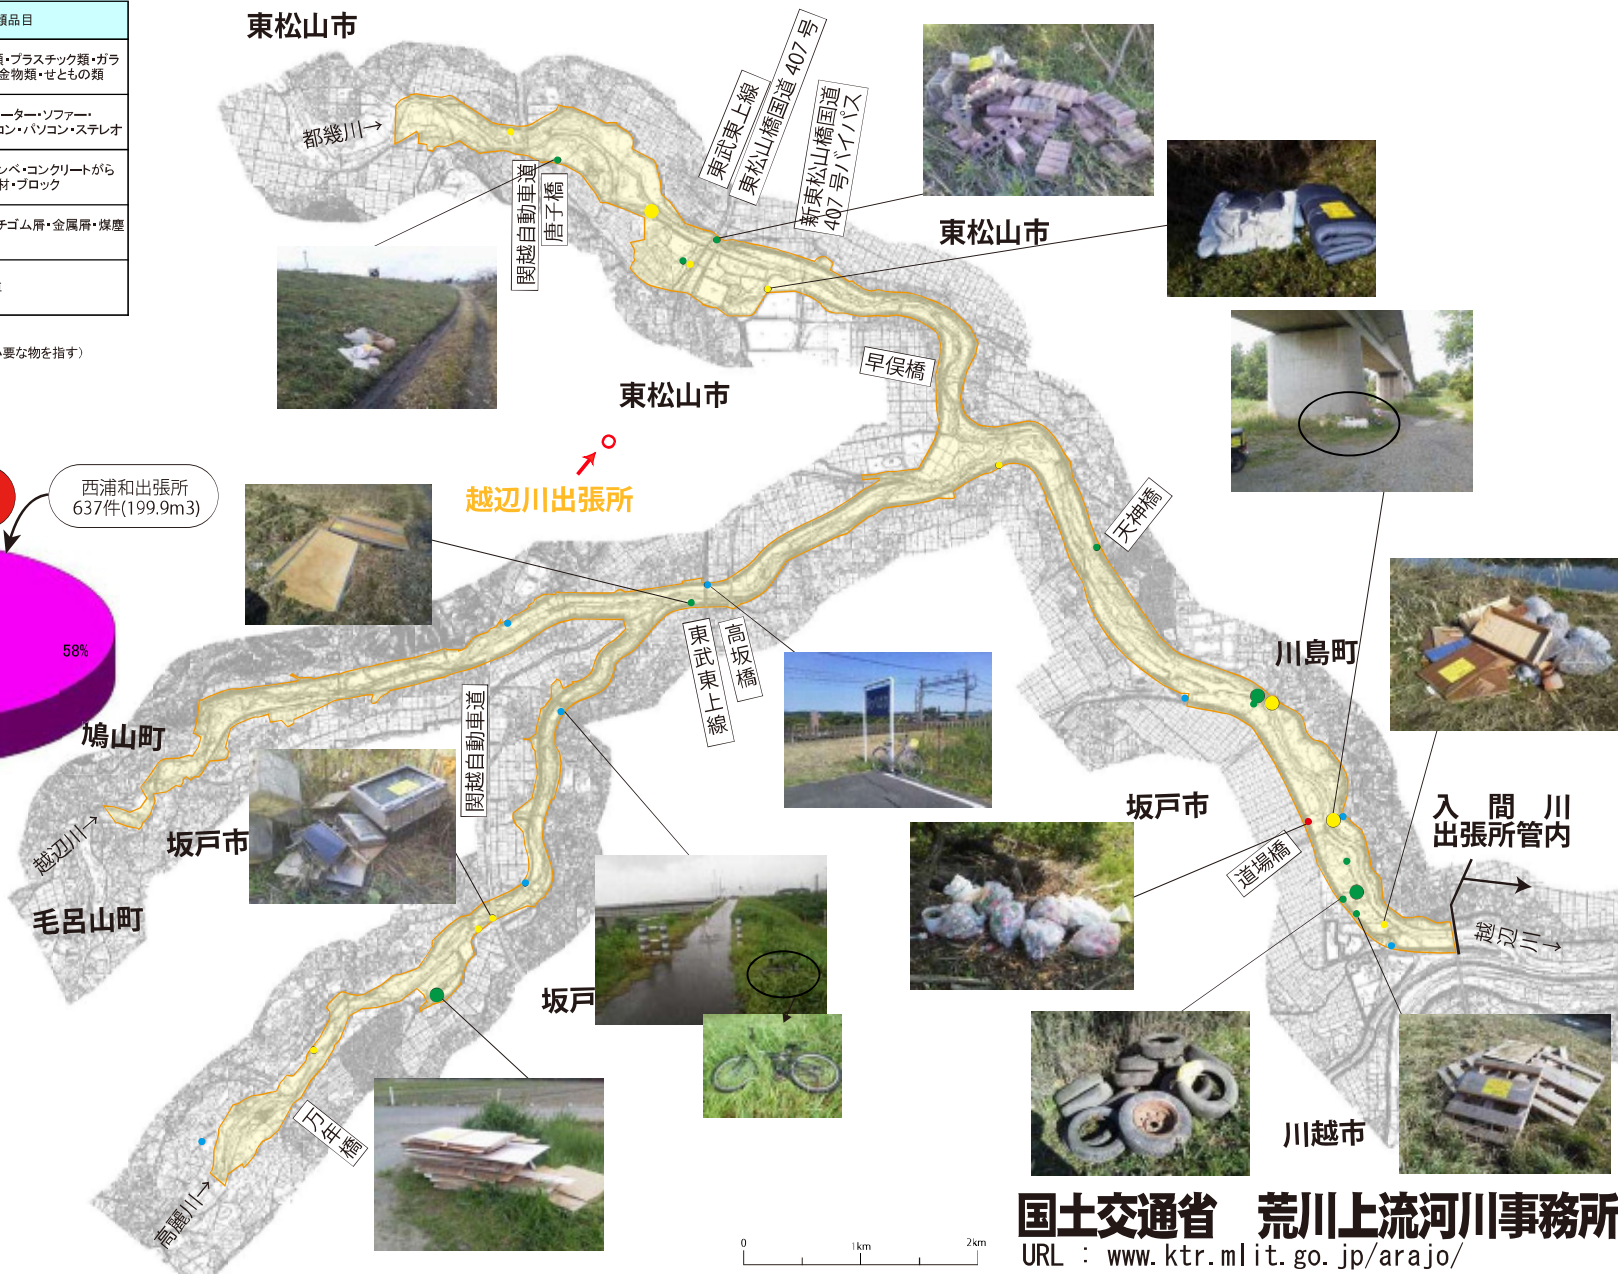 類品目
類・プラスチック類・ガラ
金物類・せともの類
ーター・ソファー・
コン・パソコン・ステレオ
ンベ・コンクリートがら
材・ブロック
チゴム屑・金属屑・煤塵
要な物を指す）
西浦和出張所
637件(199.9m3)
58%
東松山市
都幾川→
関越自動車道
唐子橋
東武東上線
東松山橋国道 407 号
新東松山橋国道
407 号バイパス
東松山市
早俣橋
東松山市
越辺川出張所
天神橋
川島町
東武東上線
高坂橋
関越自動車道
鳩山町
越辺川→
坂戸市
毛呂山町
坂戸
坂戸市
道場橋
入間川
出張所管内
越辺川→
万年橋
高麗川→
川越市
0
1km
2km
国土交通省 荒川上流河川事務所
URL : www.ktr.mlit.go.jp/arajo/